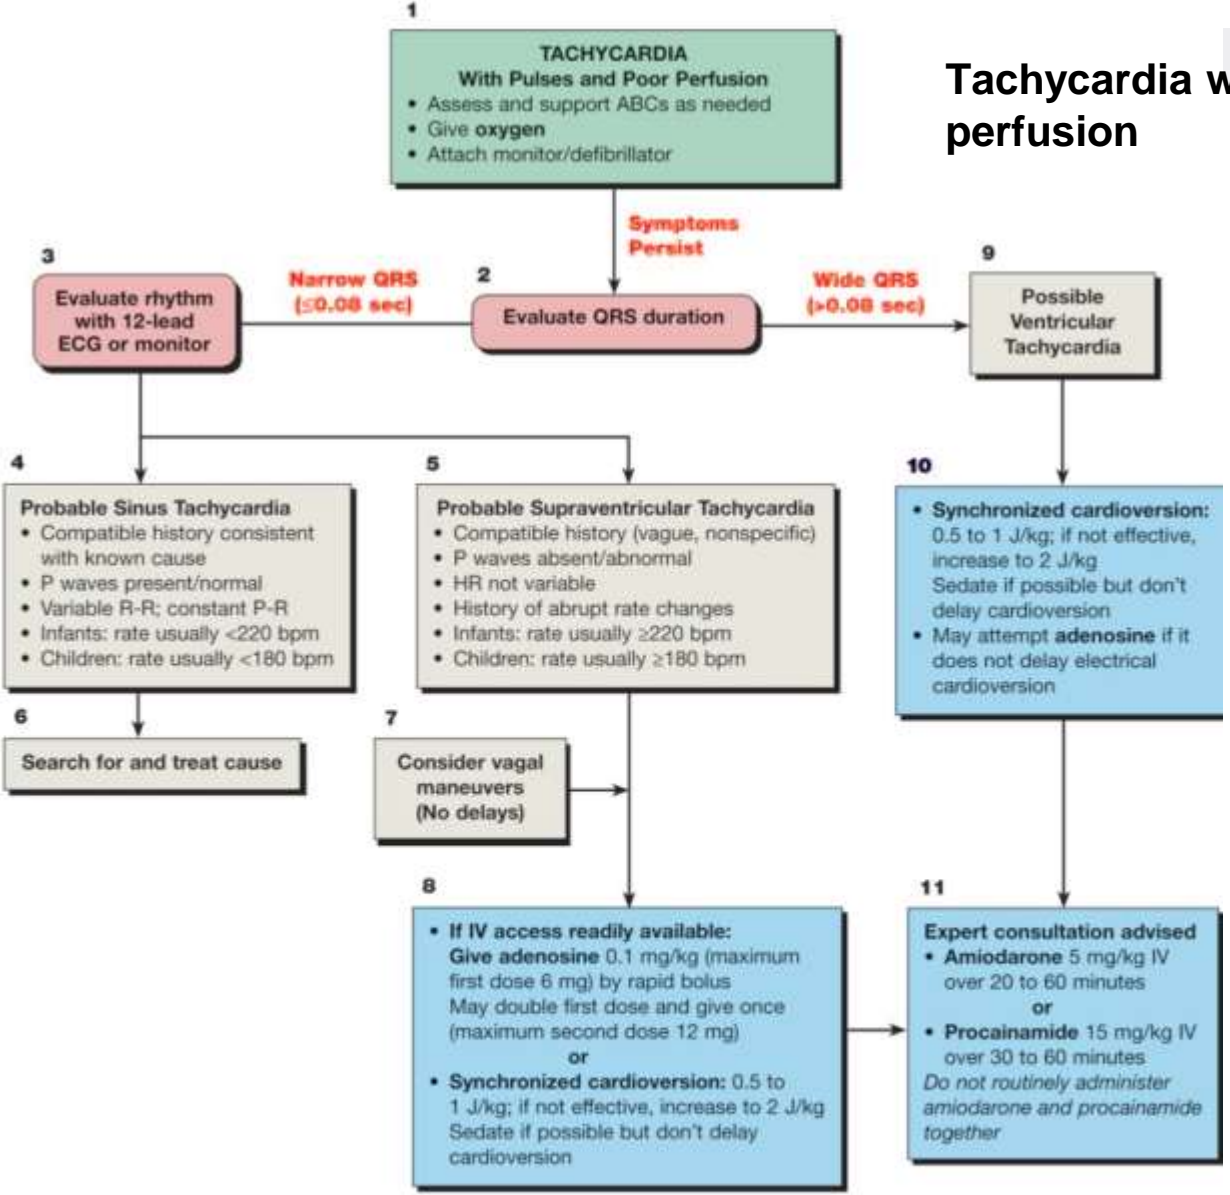 1
TACHYCARDIA
With Pulses and Poor Perfusion
• Assess and support ABCs as needed
• Give oxygen
• Attach monitor/defibrillator
Tachycardia w
perfusion
Symptoms
Persist
3
Evaluate rhythm
with 12-lead
ECG or monitor
Narrow QRS
(≤0.08 sec)
2
Evaluate QRS duration
Wide QRS
(>0.08 sec)
9
Possible
Ventricular
Tachycardia
4
Probable Sinus Tachycardia
• Compatible history consistent
with known cause
• P waves present/normal
• Variable R-R; constant P-R
• Infants: rate usually <220 bpm
• Children: rate usually <180 bpm
5
Probable Supraventricular Tachycardia
• Compatible history (vague, nonspecific)
• P waves absent/abnormal
• HR not variable
• History of abrupt rate changes
• Infants: rate usually ≥220 bpm
• Children: rate usually ≥180 bpm
10
• Synchronized cardioversion:
0.5 to 1 J/kg; if not effective,
increase to 2 J/kg
Sedate if possible but don't
delay cardioversion
• May attempt adenosine if it
does not delay electrical
cardioversion
6
Search for and treat cause
7
Consider vagal
maneuvers
(No delays)
8
• If IV access readily available:
Give adenosine 0.1 mg/kg (maximum
first dose 6 mg) by rapid bolus
May double first dose and give once
(maximum second dose 12 mg)
or
• Synchronized cardioversion: 0.5 to
1 J/kg; if not effective, increase to 2 J/kg
Sedate if possible but don't delay
cardioversion
11
Expert consultation advised
• Amiodarone 5 mg/kg IV
over 20 to 60 minutes
or
• Procainamide 15 mg/kg IV
over 30 to 60 minutes
Do not routinely administer
amiodarone and procainamide
together